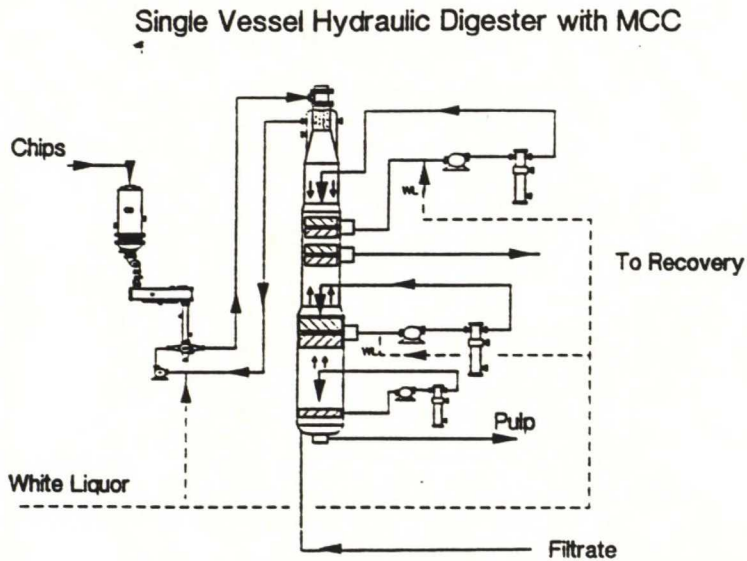 Single Vessel Hydraulic Digester with MCC
Chips
WL
To Recovery
WL
Pulp
White Liquor
Filtrate